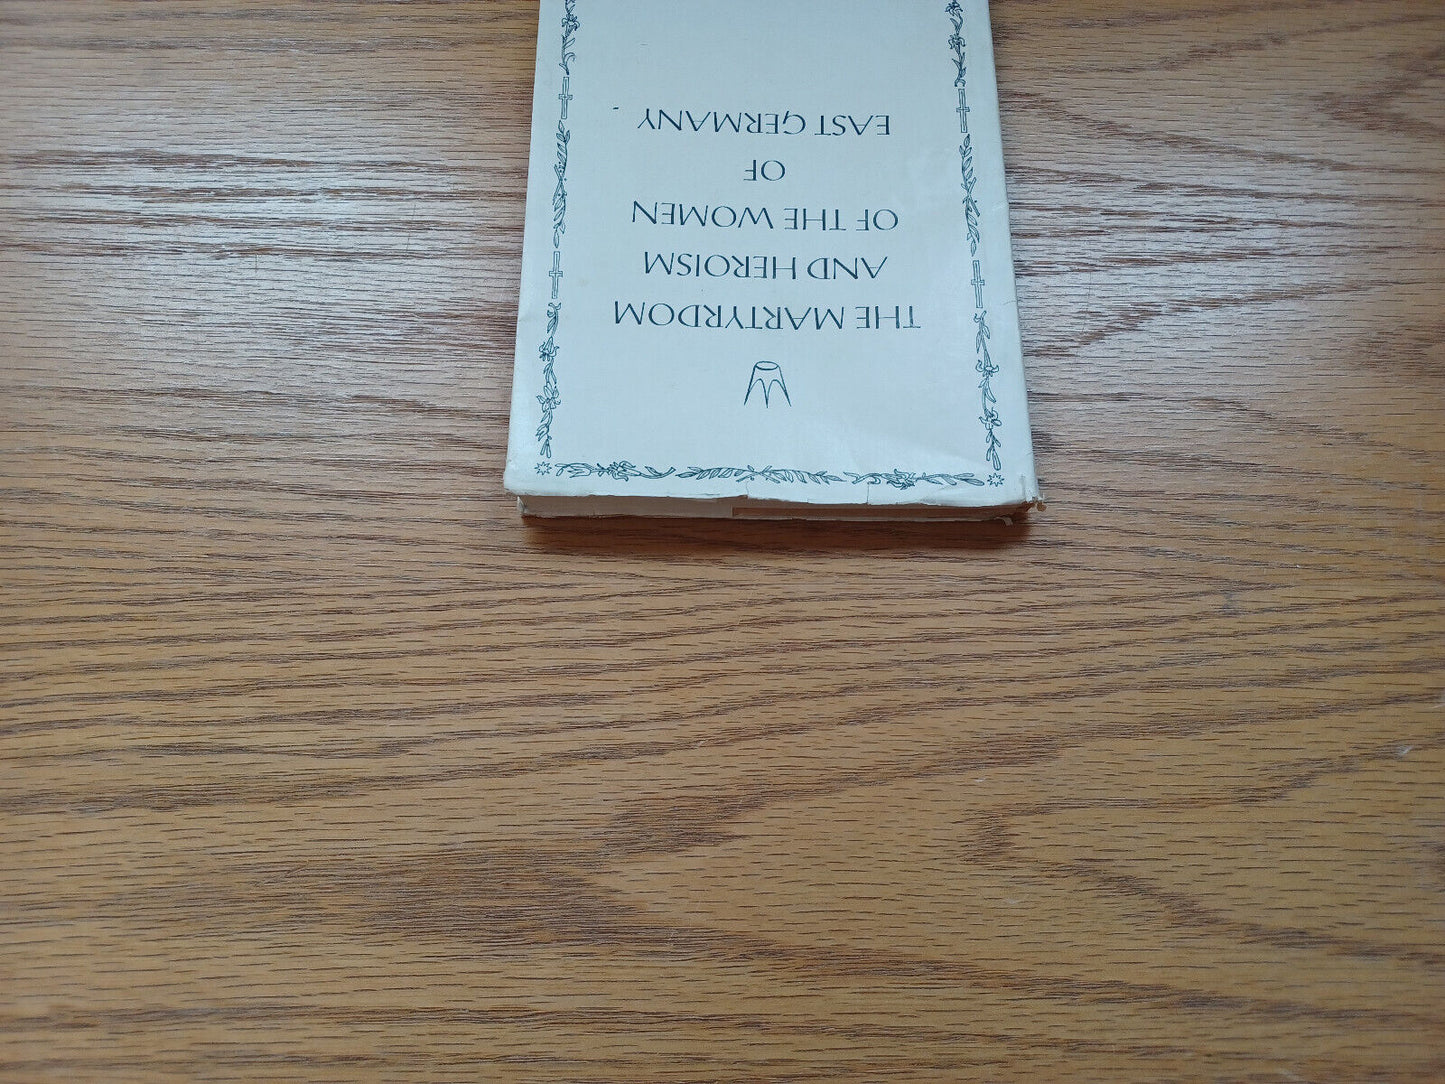 THE MARTYRDOM
AND HEROISM
OF THE WOMEN
OF
EAST GERMANY